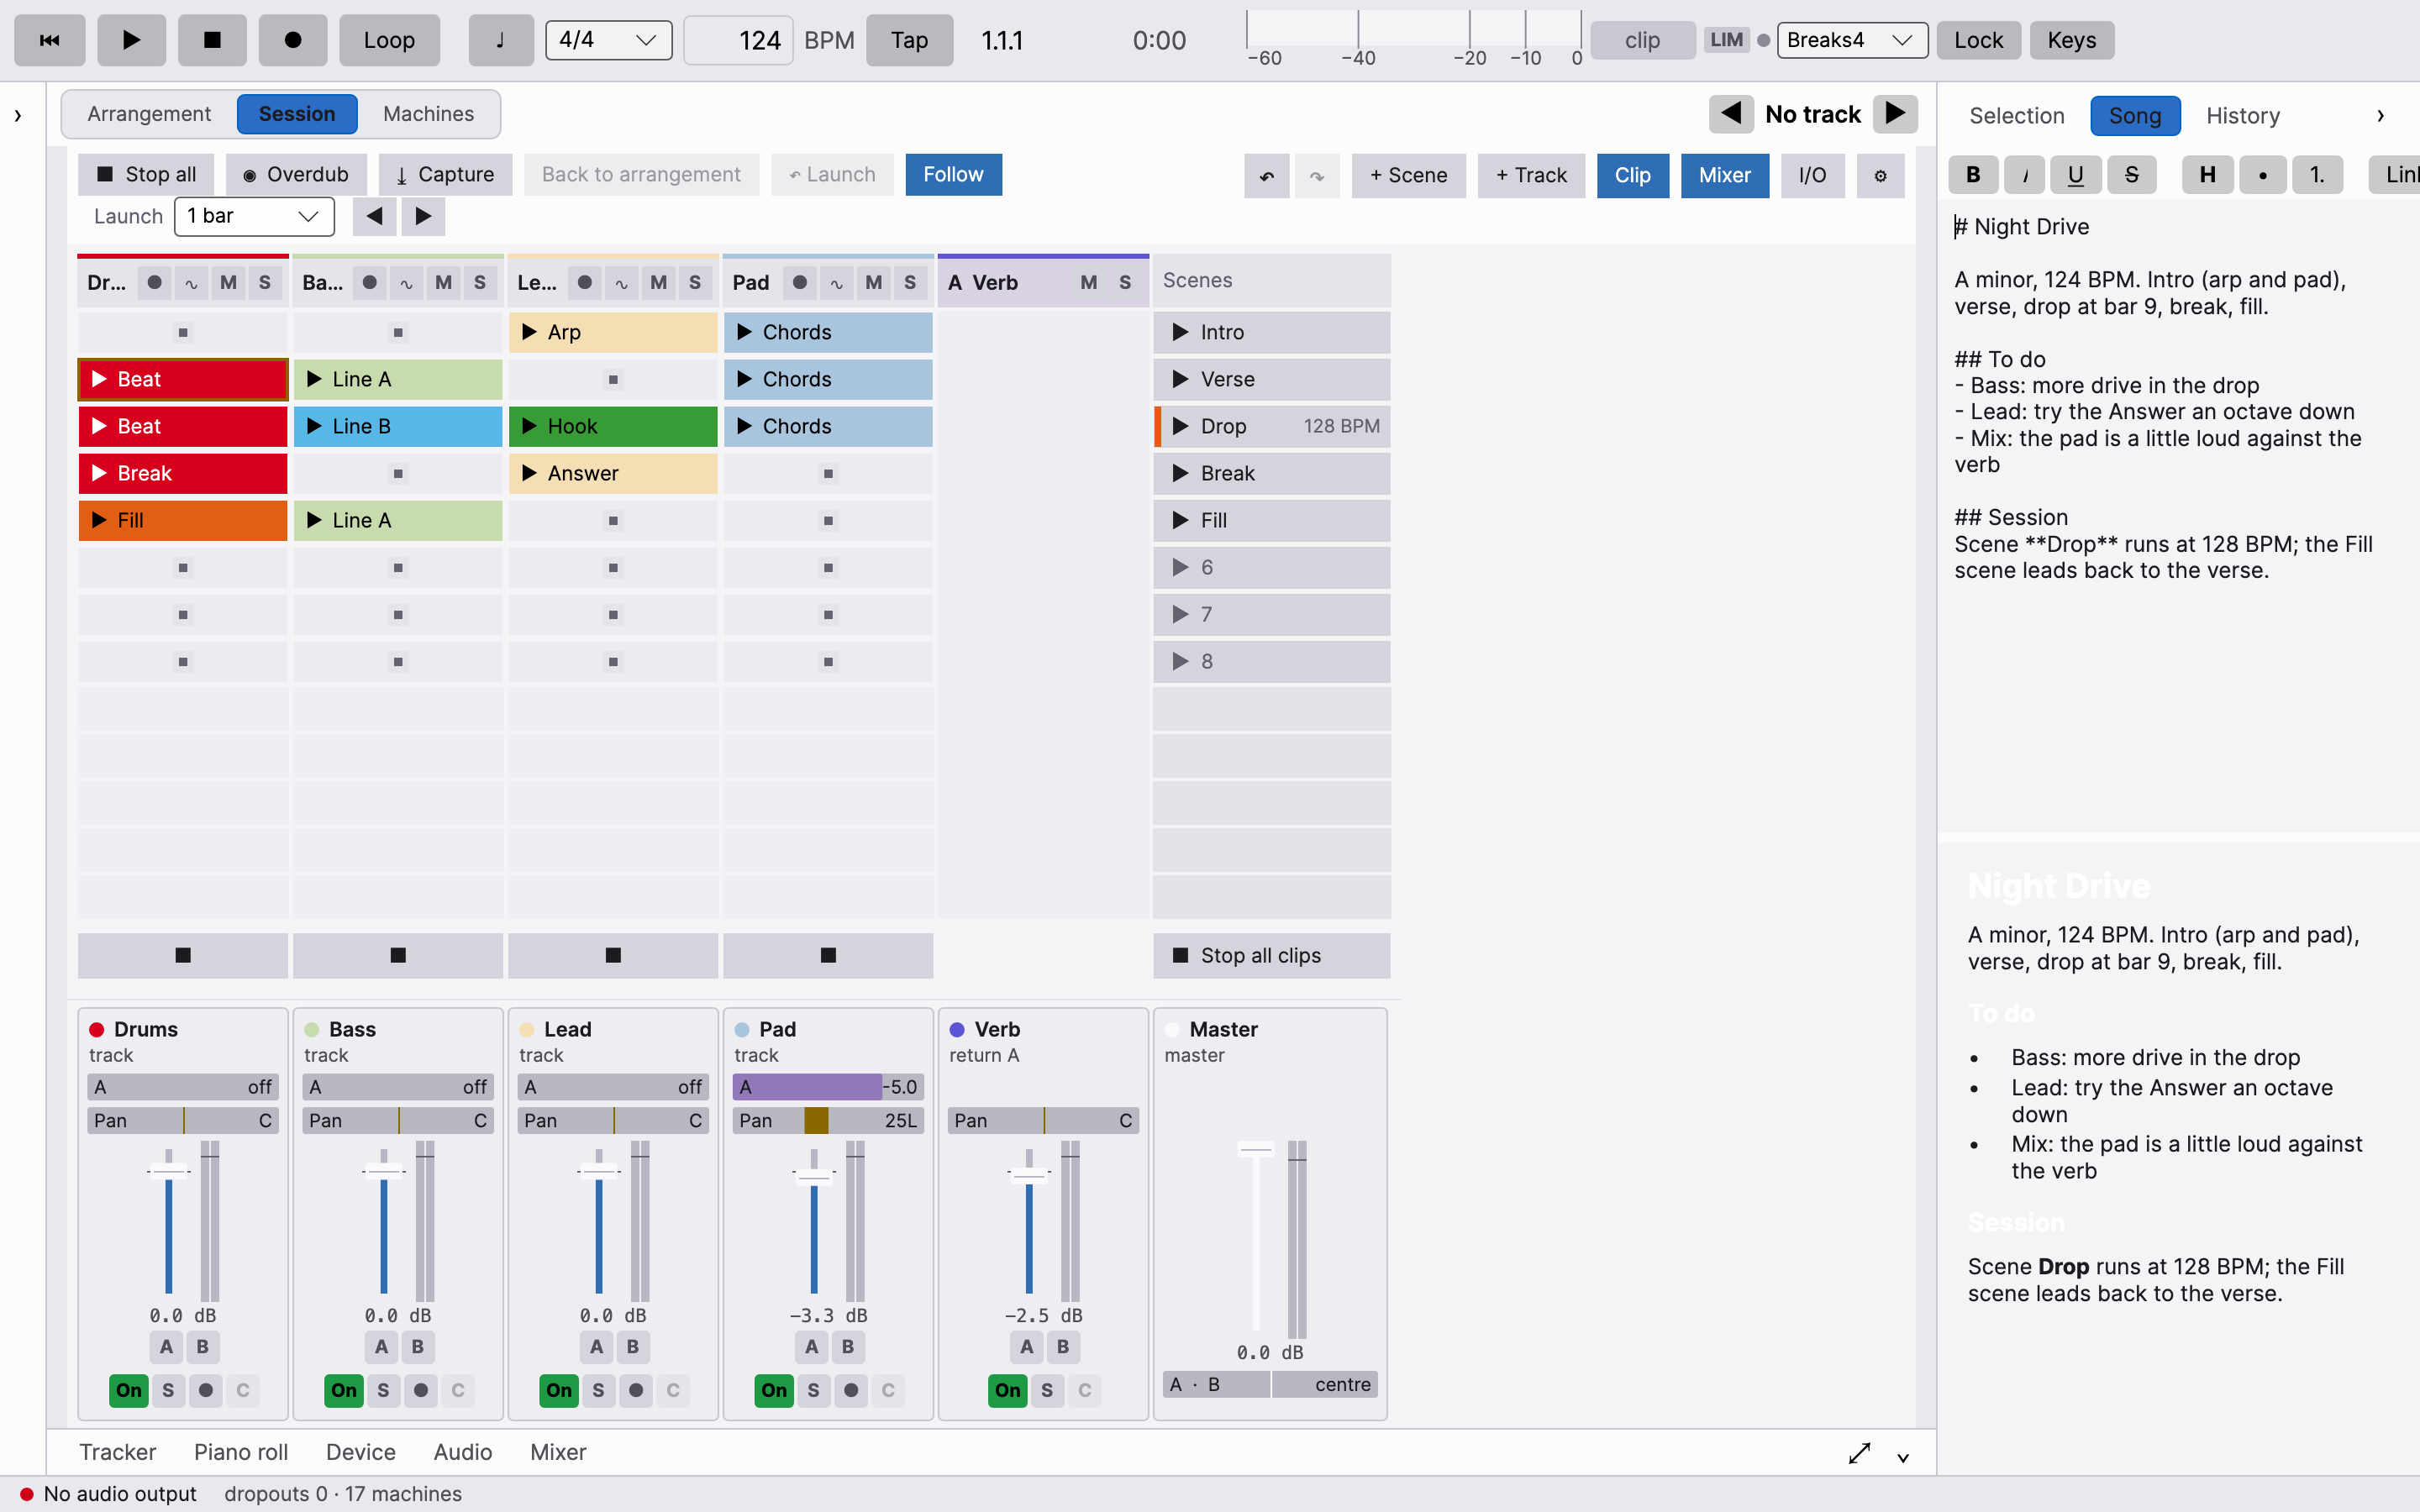 Loop
4/4
124 BPM
Tap
1.1.1
0:00
−60 −40 −20 −10 0
clip
LIM
Breaks4
Lock
Keys
Arrangement Session Machines
No track
Selection Song History
Stop all
Overdub
Capture
Back to arrangement
Launch
Follow
+ Scene
+ Track
Clip
Mixer
I/O
B I U S H • 1. Lin
Launch 1 bar
Dr... M S
Ba... M S
Le... M S
Pad M S
A Verb M S
Scenes
Arp Chords Intro
Beat Line A Chords Verse
Beat Line B Hook Chords Drop 128 BPM
Break Answer Break
Fill Line A Fill
6
7
8
Stop all clips
# Night Drive
A minor, 124 BPM. Intro (arp and pad),
verse, drop at bar 9, break, fill.
## To do
- Bass: more drive in the drop
- Lead: try the Answer an octave down
- Mix: the pad is a little loud against the
verb
## Session
Scene **Drop** runs at 128 BPM; the Fill
scene leads back to the verse.
Night Drive
A minor, 124 BPM. Intro (arp and pad),
verse, drop at bar 9, break, fill.
To do
• Bass: more drive in the drop
• Lead: try the Answer an octave
down
• Mix: the pad is a little loud against
the verb
Session
Scene Drop runs at 128 BPM; the Fill
scene leads back to the verse.
Drums Bass Lead Pad Verb Master
track track track track return A master
A off A off A off A -5.0
Pan C Pan C Pan C Pan 25L Pan C
0.0 dB 0.0 dB 0.0 dB −3.3 dB −2.5 dB
0.0 dB
A B A B A B A B A B
A · B centre
On S C On S C On S C On S C On S C
Tracker Piano roll Device Audio Mixer
No audio output dropouts 0 · 17 machines